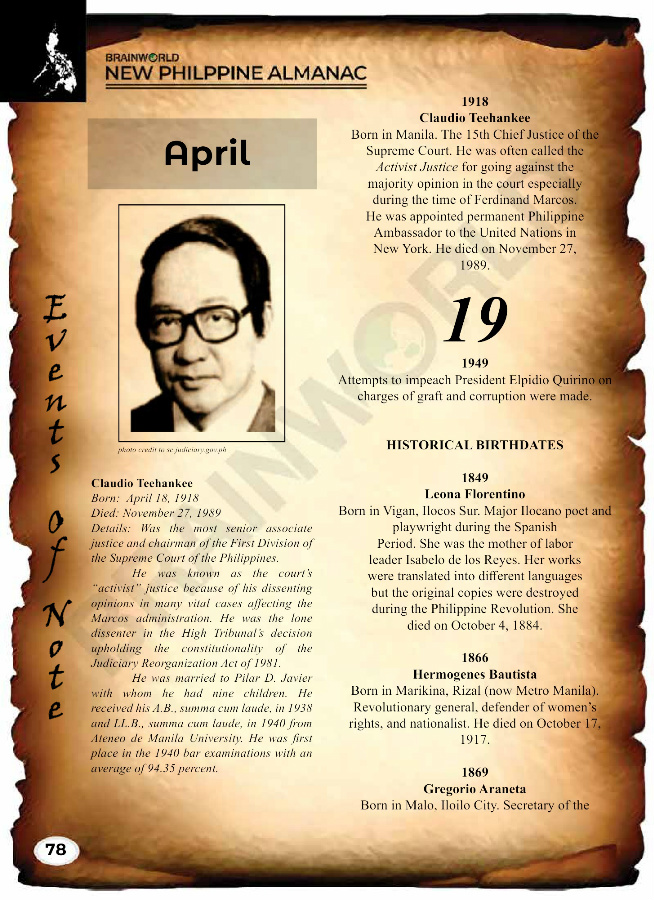 BRAINWORLD
NEW PHILPPINE ALMANAC
April
Events of Note
photo credit to sc.judiciary.gov.ph
Claudio Teehankee
Born: April 18, 1918
Died: November 27, 1989
Details: Was the most senior associate
justice and chairman of the First Division of
the Supreme Court of the Philippines.
He was known as the court's
“activist” justice because of his dissenting
opinions in many vital cases affecting the
Marcos administration. He was the lone
dissenter in the High Tribunal's decision
upholding the constitutionality of the
Judiciary Reorganization Act of 1981.
He was married to Pilar D. Javier
with whom he had nine children. He
received his A.B., summa cum laude, in 1938
and LL.B., summa cum laude, in 1940 from
Ateneo de Manila University. He was first
place in the 1940 bar examinations with an
average of 94.35 percent.
1918
Claudio Teehankee
Born in Manila. The 15th Chief Justice of the
Supreme Court. He was often called the
Activist Justice for going against the
majority opinion in the court especially
during the time of Ferdinand Marcos.
He was appointed permanent Philippine
Ambassador to the United Nations in
New York. He died on November 27,
1989.
19
1949
Attempts to impeach President Elpidio Quirino on
charges of graft and corruption were made.
HISTORICAL BIRTHDATES
1849
Leona Florentino
Born in Vigan, Ilocos Sur. Major Ilocano poet and
playwright during the Spanish
Period. She was the mother of labor
leader Isabelo de los Reyes. Her works
were translated into different languages
but the original copies were destroyed
during the Philippine Revolution. She
died on October 4, 1884.
1866
Hermogenes Bautista
Born in Marikina, Rizal (now Metro Manila).
Revolutionary general, defender of women's
rights, and nationalist. He died on October 17,
1917.
1869
Gregorio Araneta
Born in Malo, Iloilo City. Secretary of the
78
BRAINWORLD